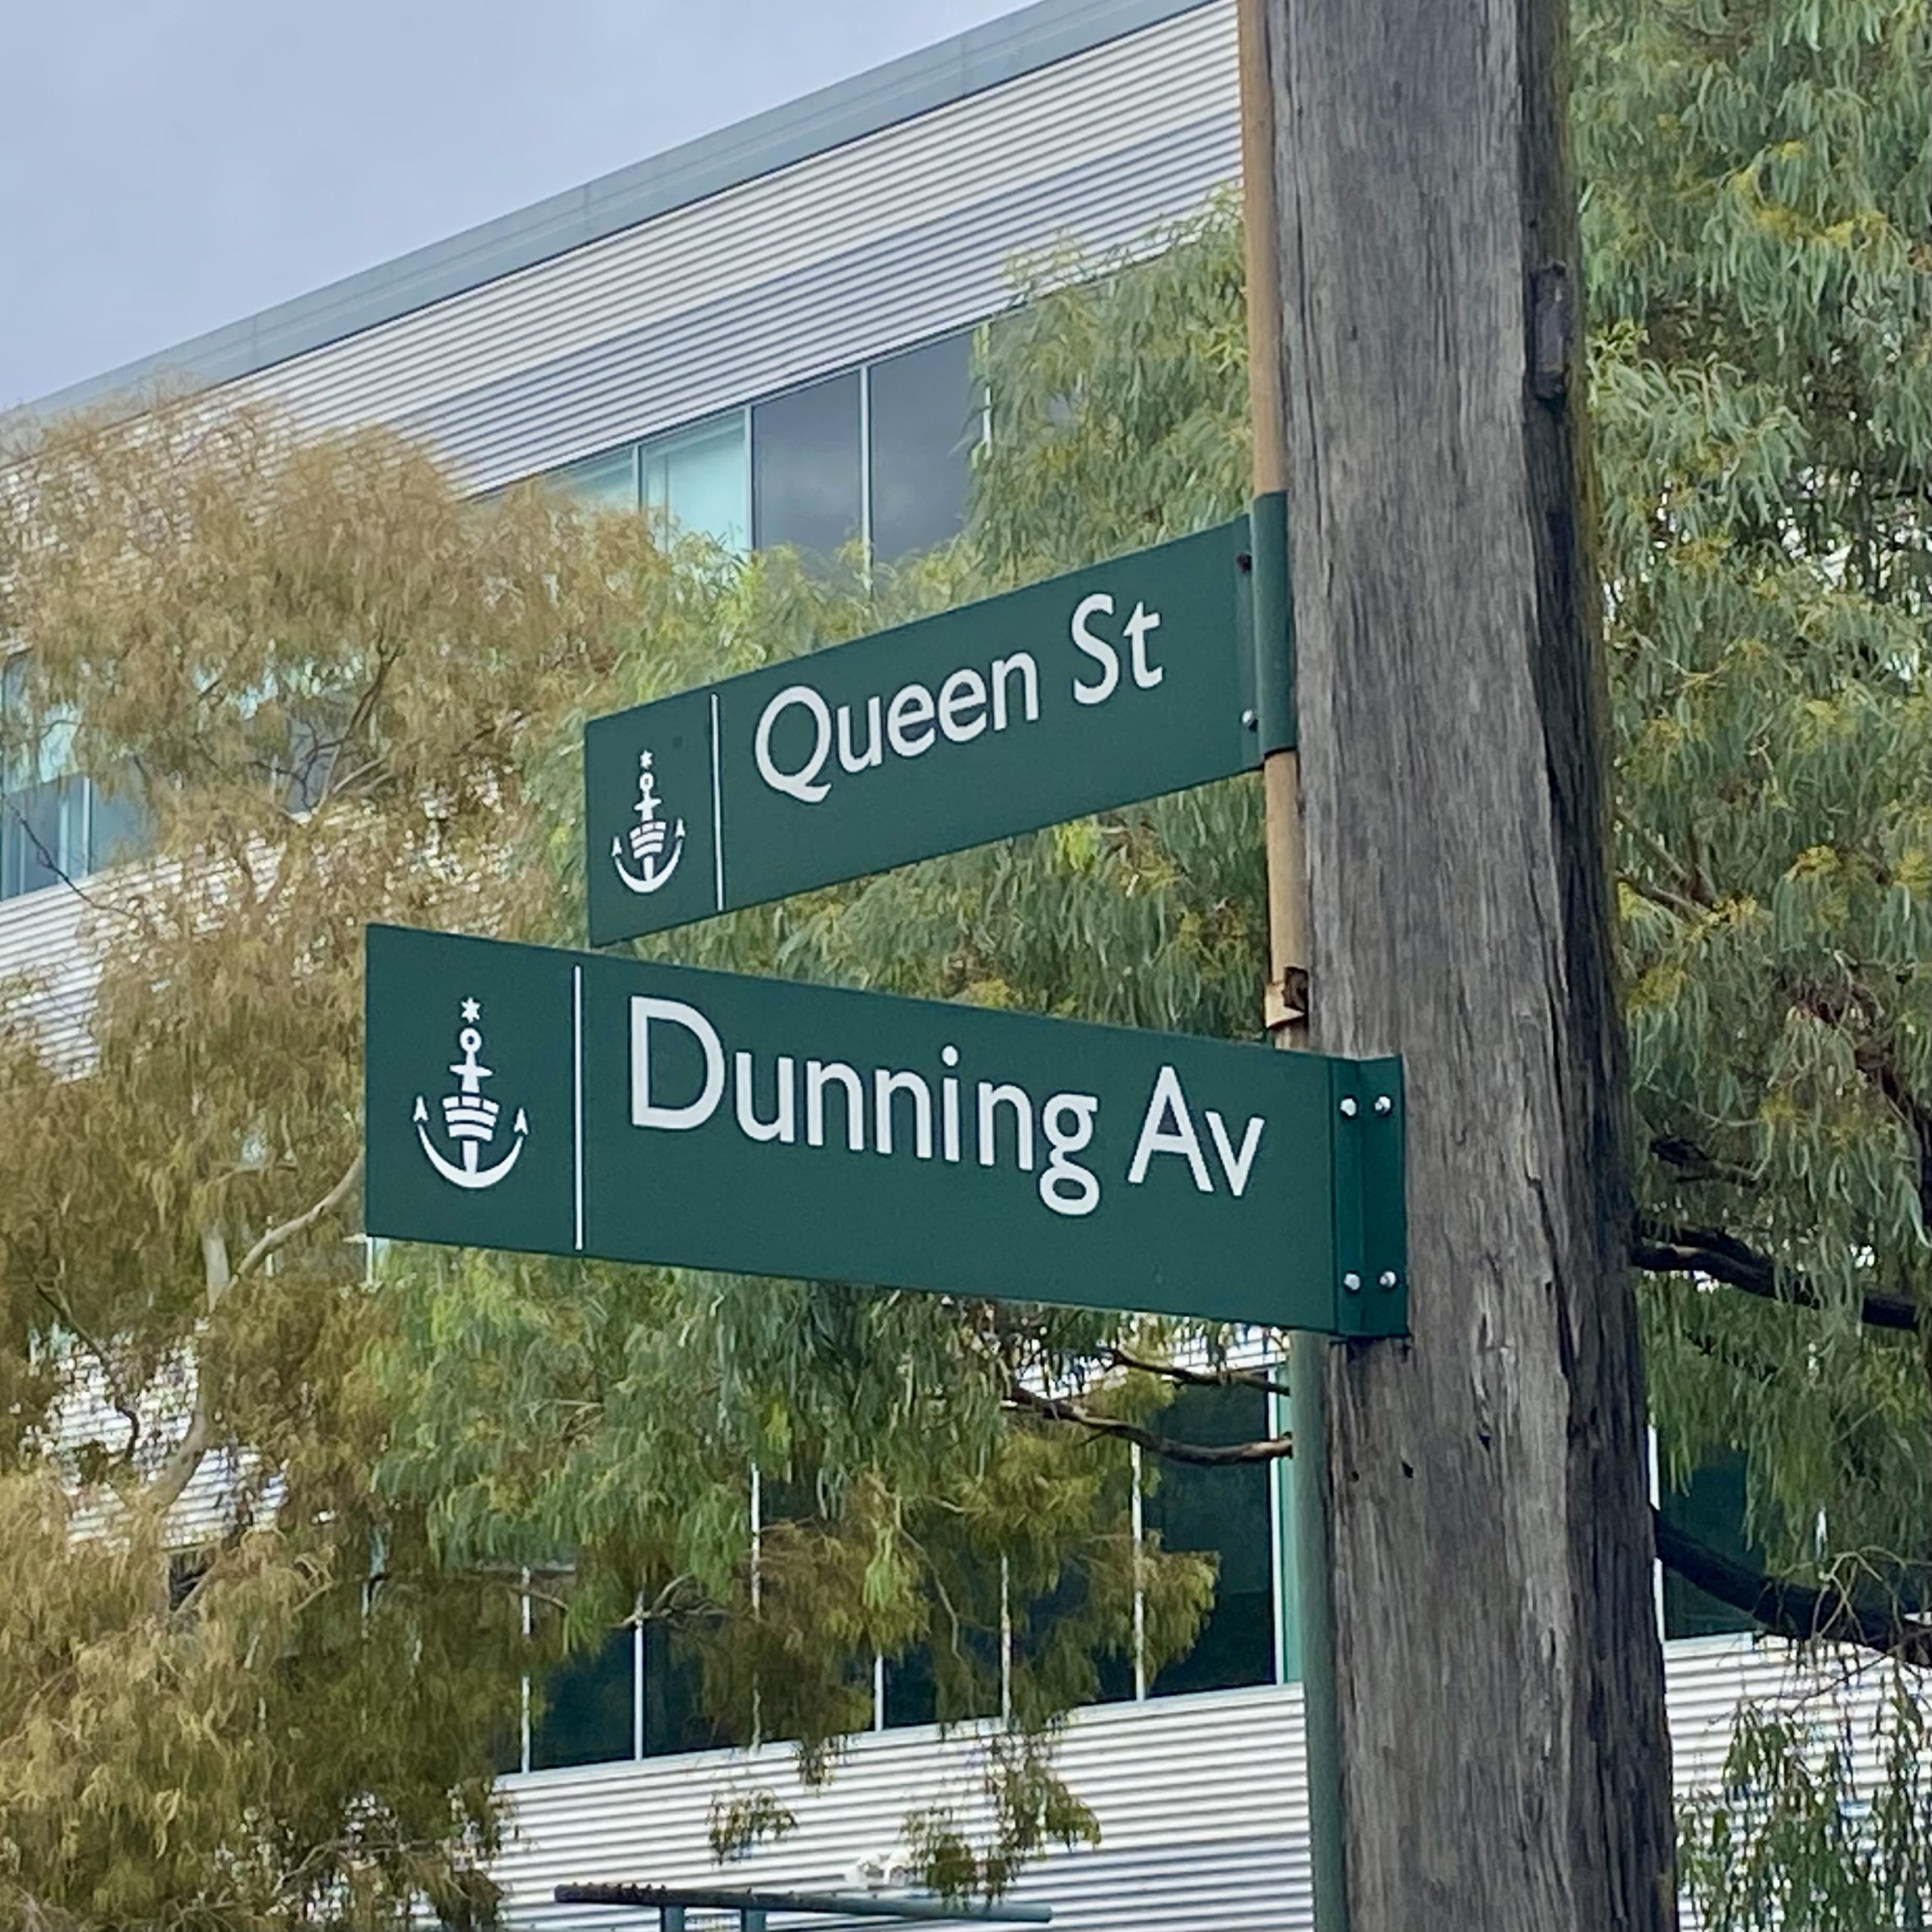 Queen St
Dunning Av